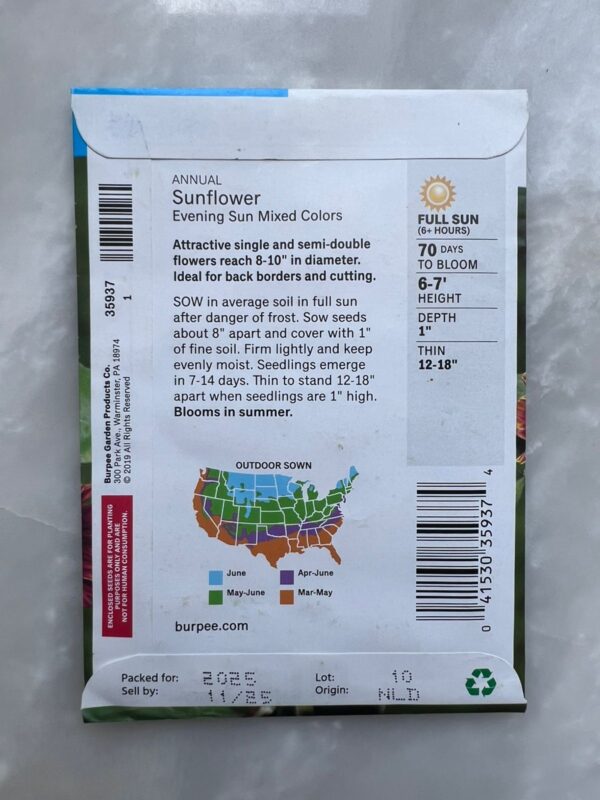 ANNUAL
Sunflower
Evening Sun Mixed Colors
Attractive single and semi-double
flowers reach 8-10" in diameter.
Ideal for back borders and cutting.
SOW in average soil in full sun
after danger of frost. Sow seeds
about 8" apart and cover with 1"
of fine soil. Firm lightly and keep
evenly moist. Seedlings emerge
in 7-14 days. Thin to stand 12-18"
apart when seedlings are 1" high.
Blooms in summer.
FULL SUN
(6+ HOURS)
70 DAYS
TO BLOOM
6-7'
HEIGHT
DEPTH
1"
THIN
12-18"
35937
1
Burpee Garden Products Co.
300 Park Ave., Warminster, PA 18974
© 2019 All Rights Reserved
ENCLOSED SEEDS ARE FOR PLANTING
PURPOSES ONLY AND ARE
NOT FOR HUMAN CONSUMPTION.
OUTDOOR SOWN
June
Apr-June
May-June
Mar-May
burpee.com
0 41530 35937 4
Packed for: 2025
Sell by: 11/25
Lot: 10
Origin: NLD